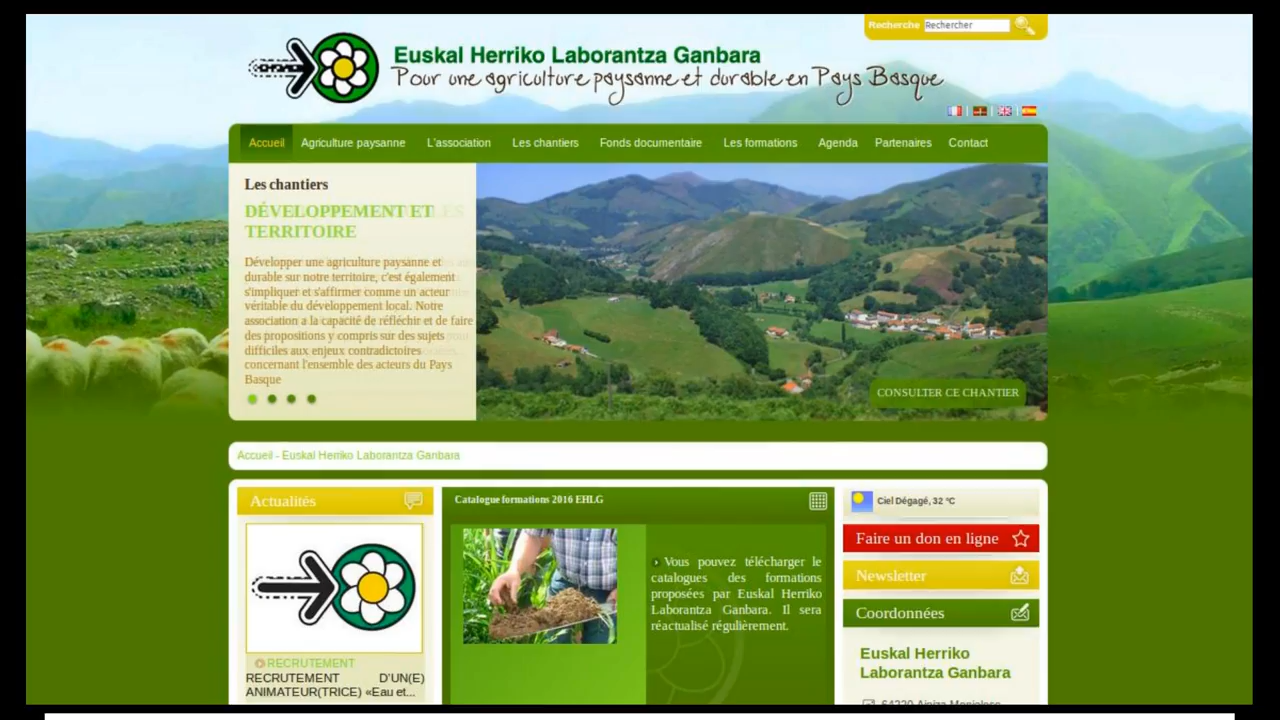 Recherche Rechercher
Euskal Herriko Laborantza Ganbara
Pour une agriculture paysanne et durable en Pays Basque
Accueil Agriculture paysanne L'association Les chantiers Fonds documentaire Les formations Agenda Partenaires Contact
Les chantiers
DÉVELOPPEMENT ET
TERRITOIRE
Développer une agriculture paysanne et
durable sur notre territoire, c'est également
s'impliquer et s'affirmer comme un acteur
véritable du développement local. Notre
association a la capacité de réfléchir et de faire
des propositions y compris sur des sujets
difficiles aux enjeux contradictoires
concernant l'ensemble des acteurs du Pays
Basque
CONSULTER CE CHANTIER
Accueil - Euskal Herriko Laborantza Ganbara
Actualités
RECRUTEMENT
RECRUTEMENT D'UN(E)
ANIMATEUR(TRICE) «Eau et...
Catalogue formations 2016 EHLG
Vous pouvez télécharger le
catalogues des formations
proposées par Euskal Herriko
Laborantza Ganbara. Il sera
réactualisé régulièrement.
Ciel Dégagé, 32 °C
Faire un don en ligne
Newsletter
Coordonnées
Euskal Herriko
Laborantza Ganbara